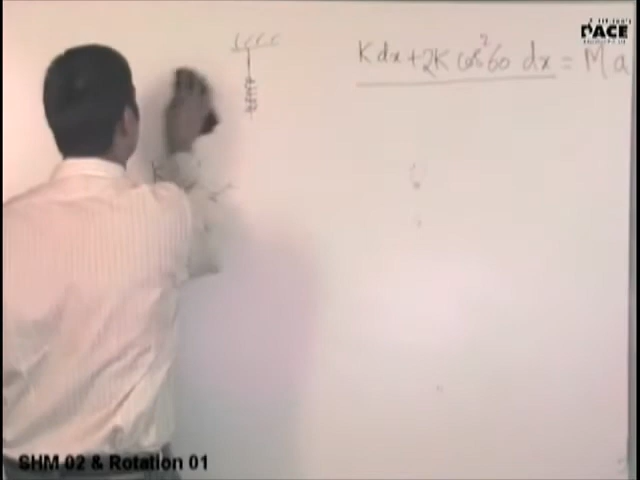 PACE
Kdx+2K cos²60 dx = Ma
K
SHM 02 & Rotation 01